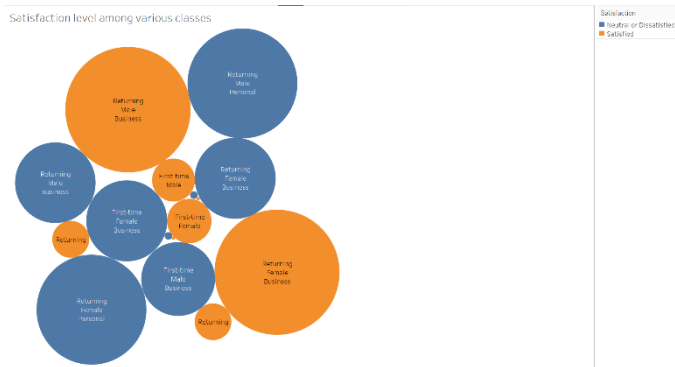 Satisfaction level among various classes
Satisfaction
Neutral or Dissatisfied
Satisfied
Returning
Male
Personal
Returning
Male
Business
Returning
Male
Business
First-time
Male
Returning
Female
Business
First-time
Female
Business
First-time
Female
Returning
First-time
Male
Business
Returning
Female
Business
Returning
Female
Personal
Returning